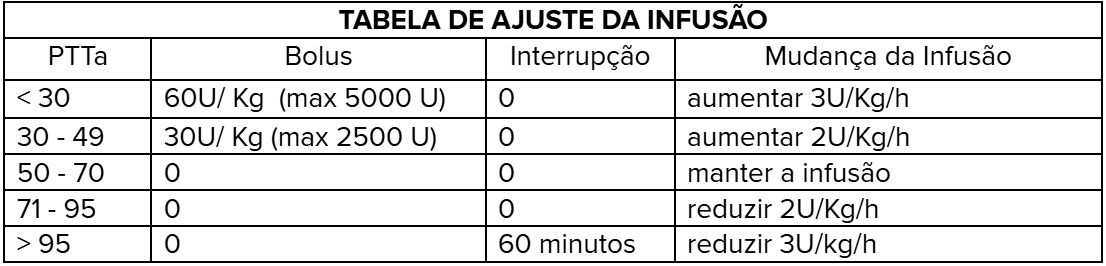 TABELA DE AJUSTE DA INFUSÃO
PTTa Bolus Interrupção Mudança da Infusão
< 30 60U/ Kg (max 5000 U) 0 aumentar 3U/Kg/h
30 - 49 30U/ Kg (max 2500 U) 0 aumentar 2U/Kg/h
50 - 70 0 0 manter a infusão
71 - 95 0 0 reduzir 2U/Kg/h
> 95 0 60 minutos reduzir 3U/kg/h